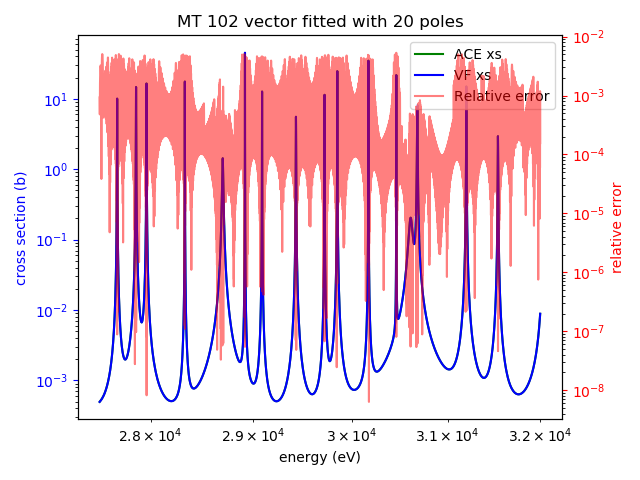 MT 102 vector fitted with 20 poles
ACE xs
VF xs
Relative error
cross section (b)
10¹
10⁰
10⁻¹
10⁻²
10⁻³
relative error
10⁻²
10⁻³
10⁻⁴
10⁻⁵
10⁻⁶
10⁻⁷
10⁻⁸
2.8 × 10⁴ 2.9 × 10⁴ 3 × 10⁴ 3.1 × 10⁴ 3.2 × 10⁴
energy (eV)